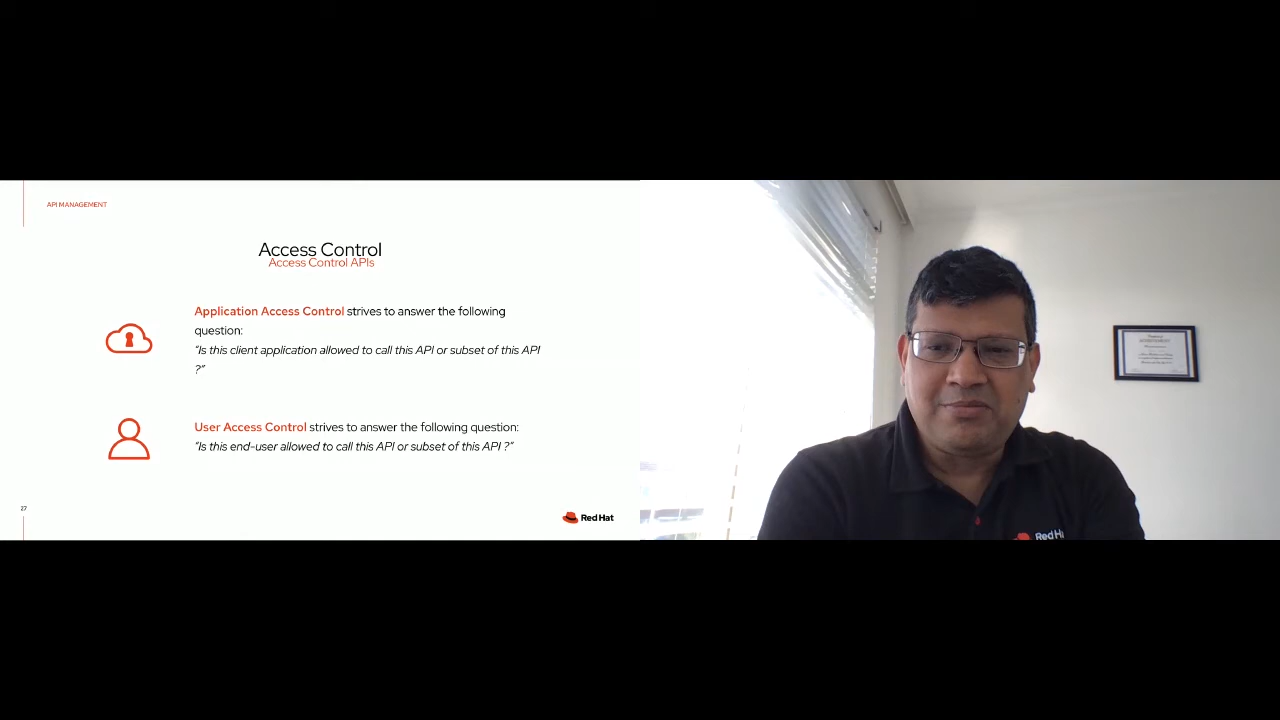 API MANAGEMENT
Access Control
Access Control APIs
Application Access Control strives to answer the following
question:
"Is this client application allowed to call this API or subset of this API
?"
User Access Control strives to answer the following question:
"Is this end-user allowed to call this API or subset of this API ?"
27
Red Hat
Red Ha